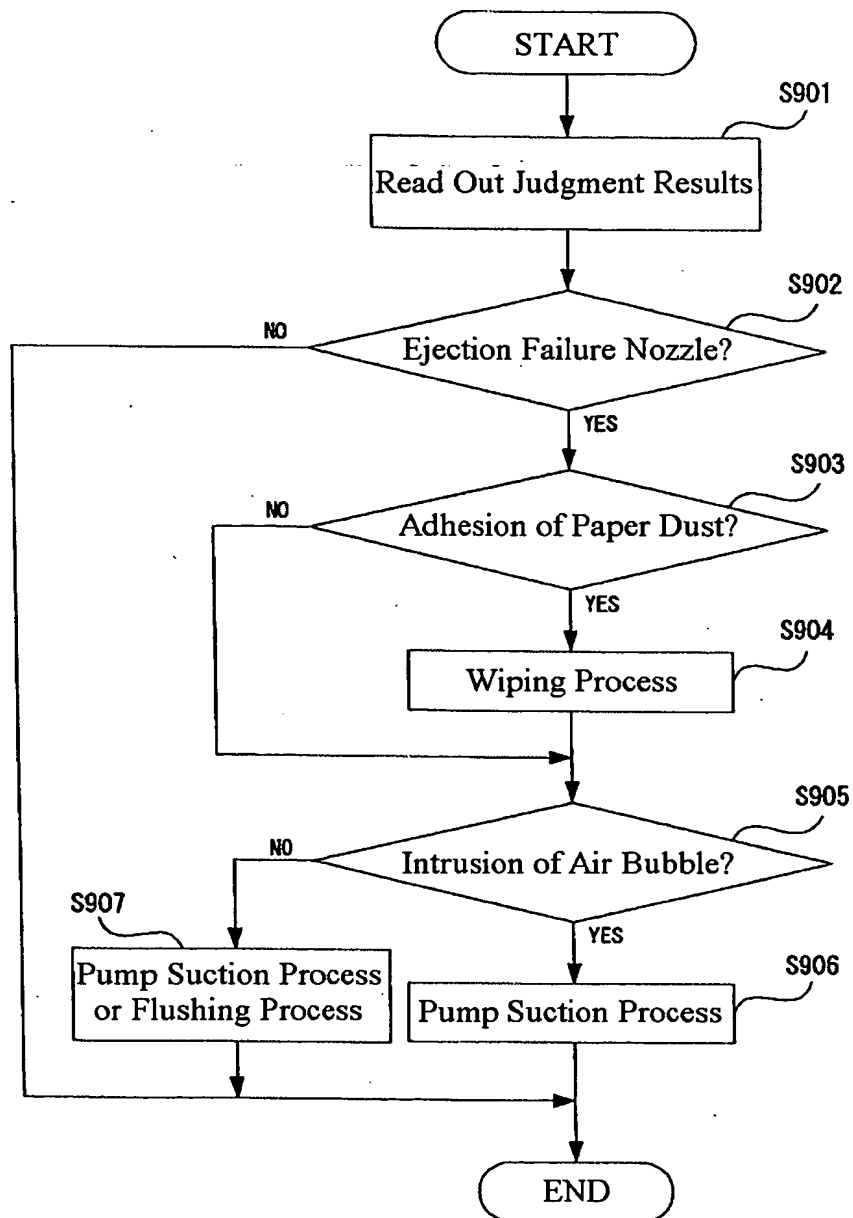 START
S901
Read Out Judgment Results
S902
NO
Ejection Failure Nozzle?
YES
S903
NO
Adhesion of Paper Dust?
YES
S904
Wiping Process
S905
NO
Intrusion of Air Bubble?
S907
YES
Pump Suction Process
or Flushing Process
S906
Pump Suction Process
END